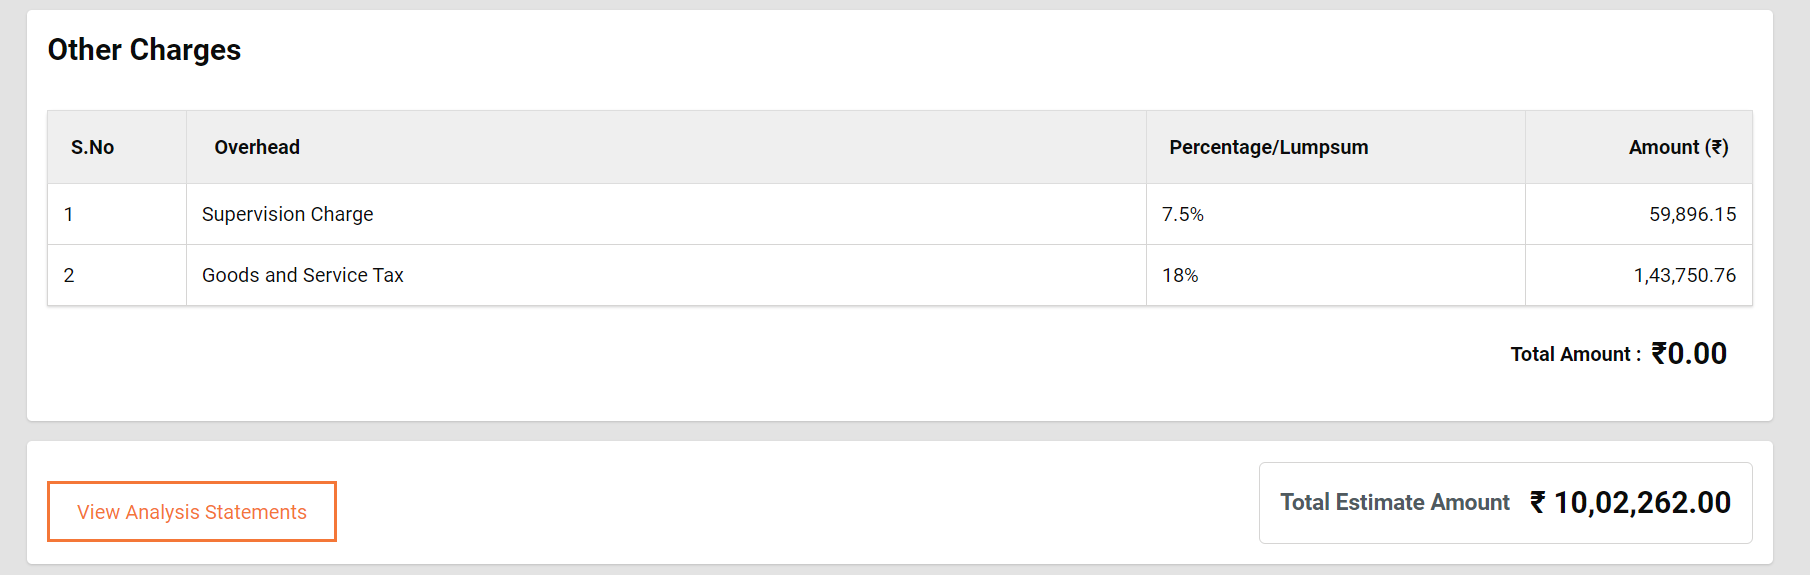 Other Charges
S.No Overhead Percentage/Lumpsum Amount (₹)
1 Supervision Charge 7.5% 59,896.15
2 Goods and Service Tax 18% 1,43,750.76
Total Amount : ₹0.00
View Analysis Statements
Total Estimate Amount ₹ 10,02,262.00